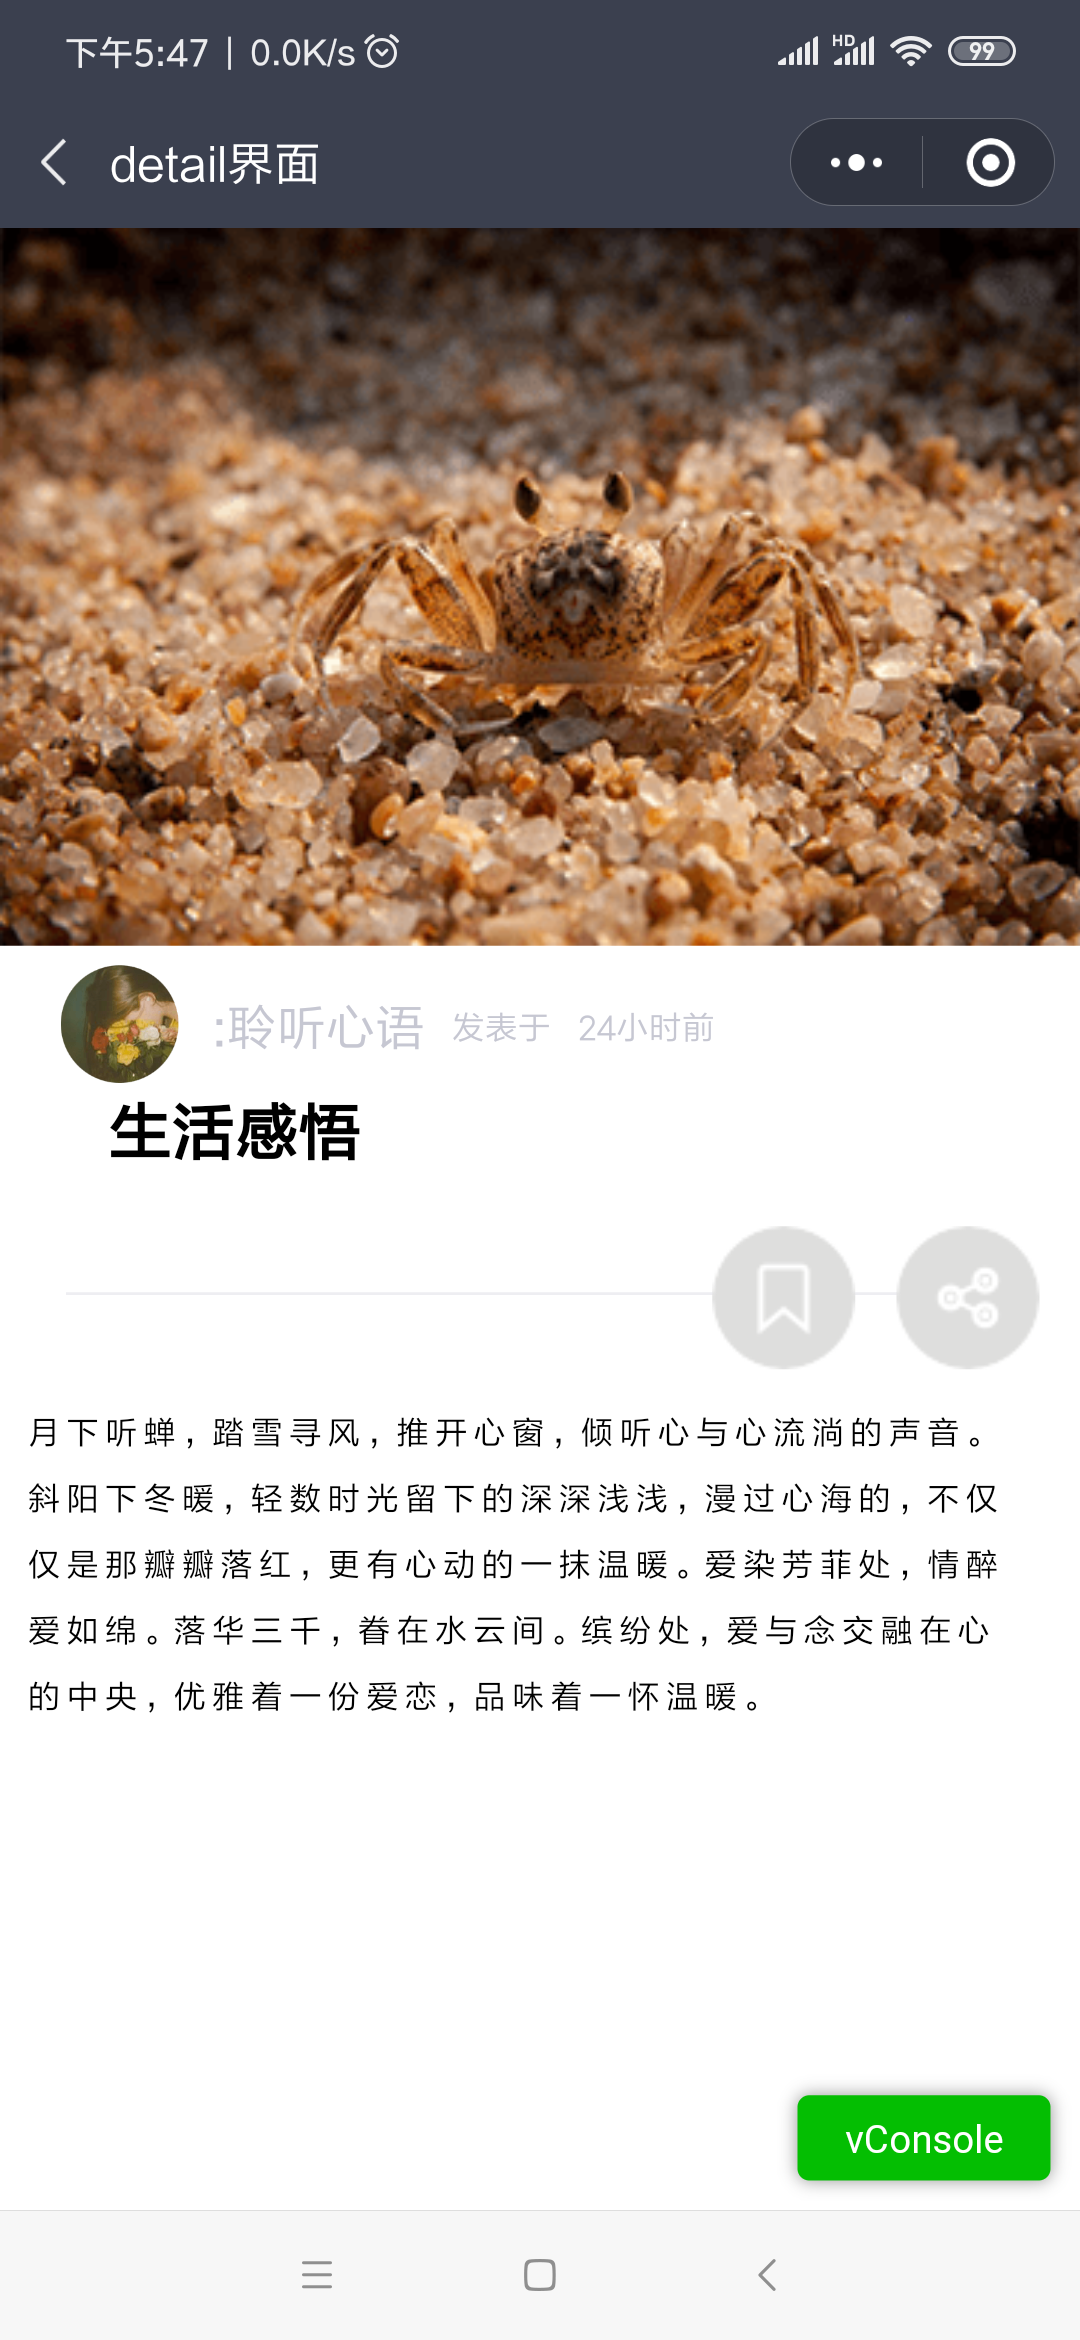 下午5:47 | 0.0K/s
HD
99
detail界面
:聆听心语 发表于 24小时前
生活感悟
月下听蝉，踏雪寻风，推开心窗，倾听心与心流淌的声音。
斜阳下冬暖，轻数时光留下的深深浅浅，漫过心海的，不仅
仅是那瓣瓣落红，更有心动的一抹温暖。爱染芳菲处，情醉
爱如绵。落华三千，眷在水云间。缤纷处，爱与念交融在心
的中央，优雅着一份爱恋，品味着一怀温暖。
vConsole